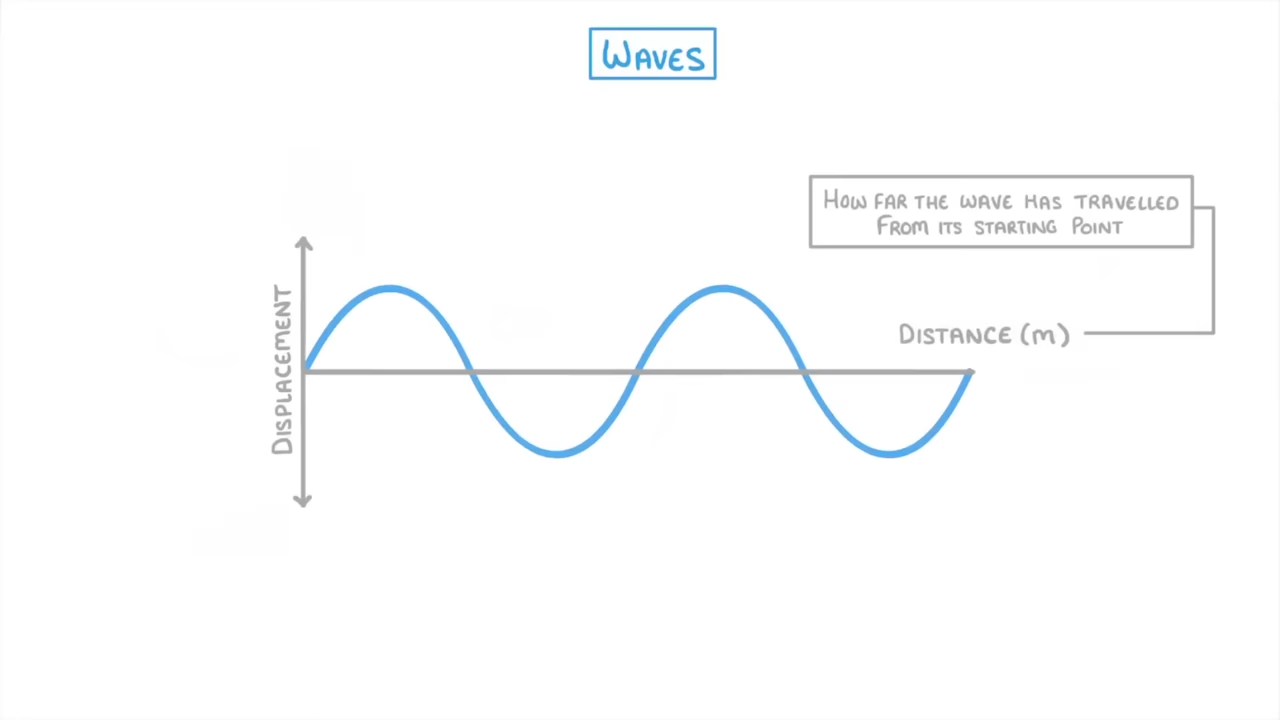 WAVES
HOW FAR THE WAVE HAS TRAVELLED
FROM ITS STARTING POINT
DISTANCE (m)
DISPLACEMENT